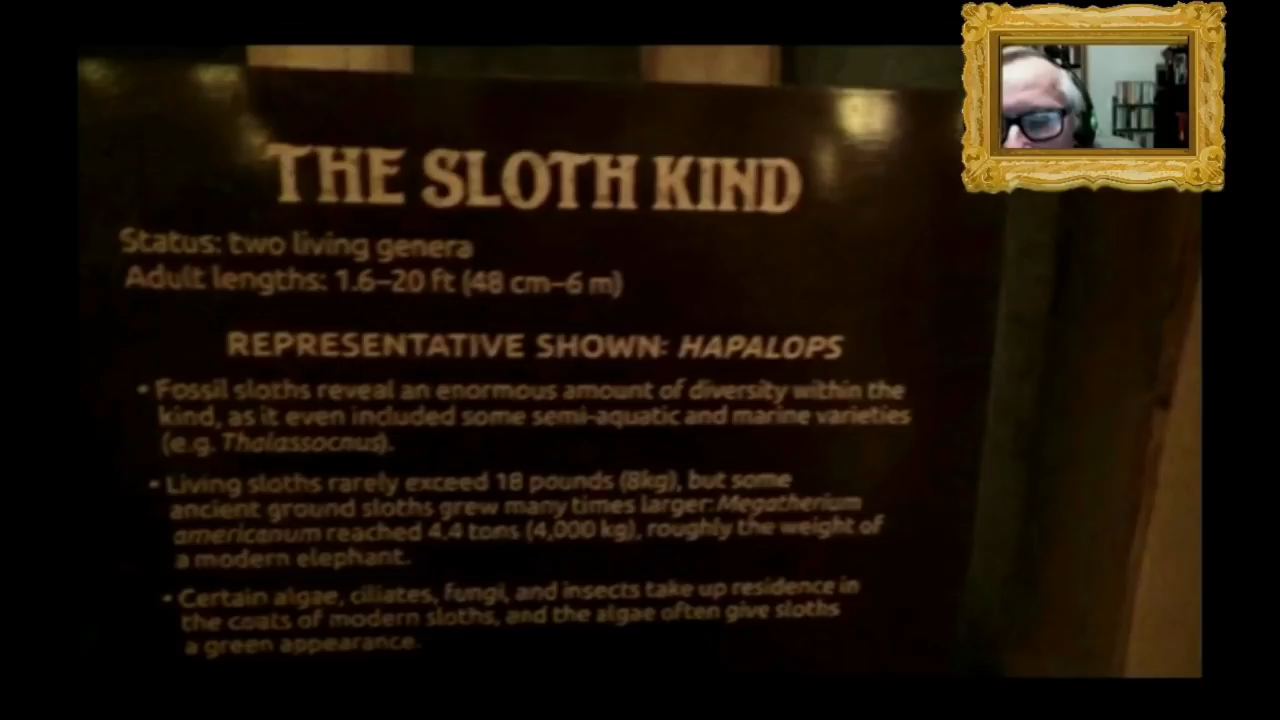 THE SLOTH KIND
Status: two living genera
Adult lengths: 1.6–20 ft (48 cm–6 m)
REPRESENTATIVE SHOWN: HAPALOPS
• Fossil sloths reveal an enormous amount of diversity within the
kind, as it even included some semi-aquatic and marine varieties
(e.g. Thalassocnus).
• Living sloths rarely exceed 18 pounds (8kg), but some
ancient ground sloths grew many times larger: Megatherium
americanum reached 4.4 tons (4,000 kg), roughly the weight of
a modern elephant.
• Certain algae, ciliates, fungi, and insects take up residence in
the coats of modern sloths, and the algae often give sloths
a green appearance.